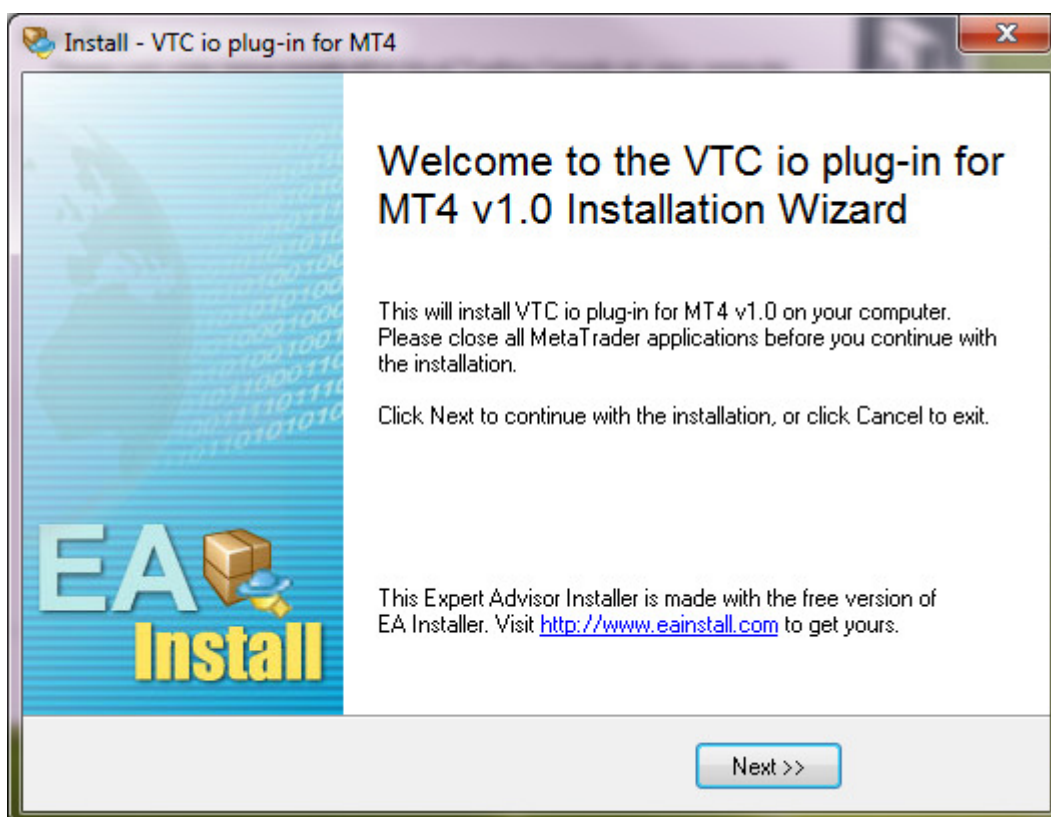 Install - VTC io plug-in for MT4
x
Welcome to the VTC io plug-in for
MT4 v1.0 Installation Wizard
This will install VTC io plug-in for MT4 v1.0 on your computer.
Please close all MetaTrader applications before you continue with
the installation.
Click Next to continue with the installation, or click Cancel to exit.
EA
Install
This Expert Advisor Installer is made with the free version of
EA Installer. Visit http://www.eainstall.com to get yours.
Next >>